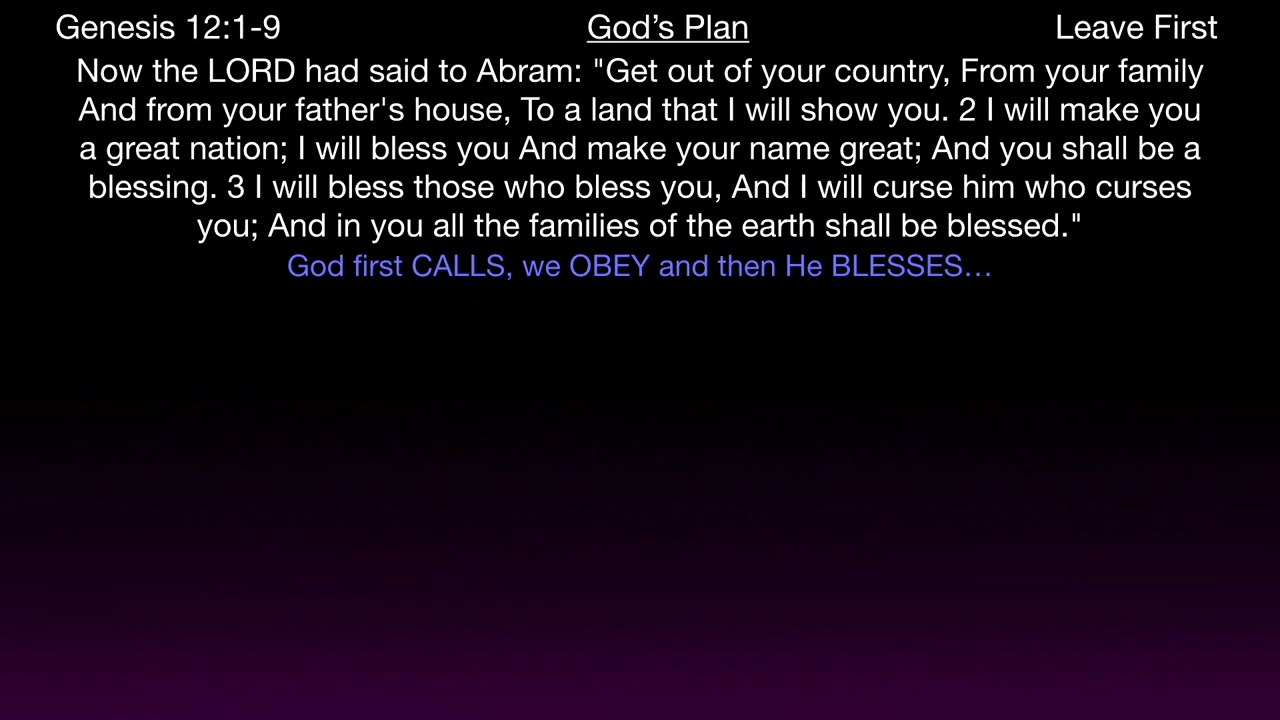 Genesis 12:1-9 God’s Plan Leave First
Now the LORD had said to Abram: "Get out of your country, From your family
And from your father's house, To a land that I will show you. 2 I will make you
a great nation; I will bless you And make your name great; And you shall be a
blessing. 3 I will bless those who bless you, And I will curse him who curses
you; And in you all the families of the earth shall be blessed."
God first CALLS, we OBEY and then He BLESSES…